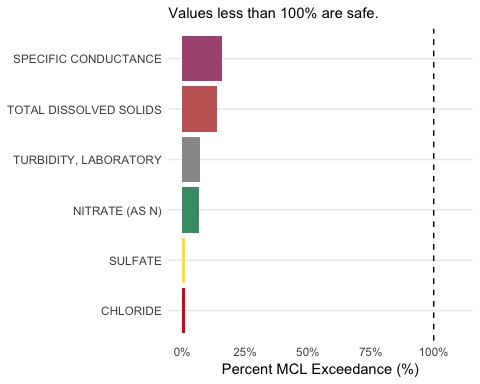 Values less than 100% are safe.
SPECIFIC CONDUCTANCE
TOTAL DISSOLVED SOLIDS
TURBIDITY, LABORATORY
NITRATE (AS N)
SULFATE
CHLORIDE
0% 25% 50% 75% 100%
Percent MCL Exceedance (%)